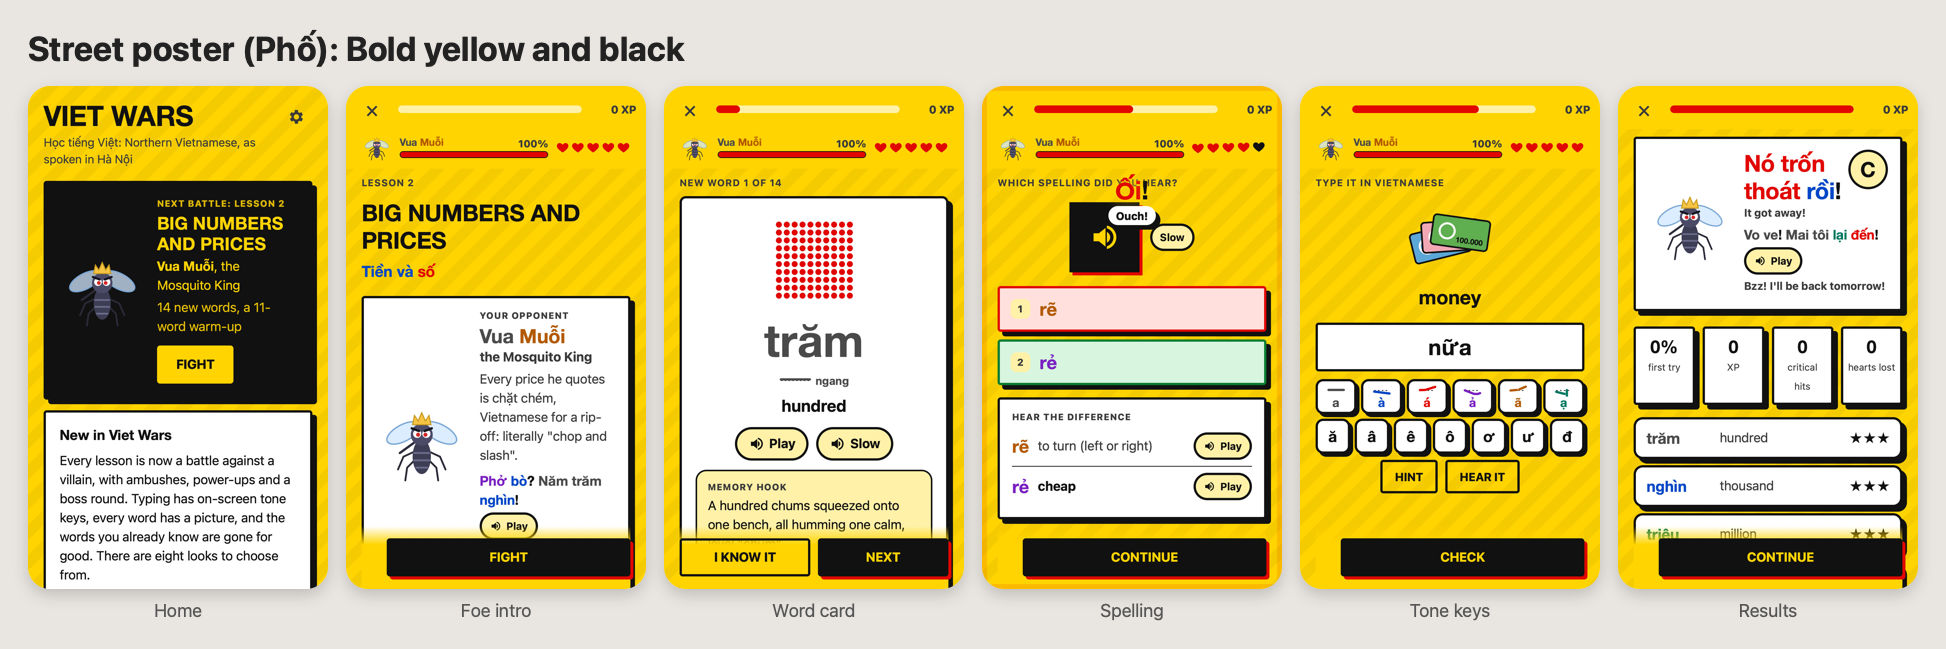 Street poster (Phố): Bold yellow and black
VIET WARS
Học tiếng Việt: Northern Vietnamese, as
spoken in Hà Nội
NEXT BATTLE: LESSON 2
BIG NUMBERS
AND PRICES
Vua Muỗi, the
Mosquito King
14 new words, a 11-
word warm-up
FIGHT
New in Viet Wars
Every lesson is now a battle against a
villain, with ambushes, power-ups and a
boss round. Typing has on-screen tone
keys, every word has a picture, and the
words you already know are gone for
good. There are eight looks to choose
from.
Home
0 XP
Vua Muỗi 100%
LESSON 2
BIG NUMBERS AND
PRICES
Tiền và số
YOUR OPPONENT
Vua Muỗi
the Mosquito King
Every price he quotes
is chặt chém,
Vietnamese for a rip-
off: literally "chop and
slash".
Phở bò? Năm trăm
nghìn!
Play
FIGHT
Foe intro
0 XP
Vua Muỗi 100%
NEW WORD 1 OF 14
trăm
ngang
hundred
Play Slow
MEMORY HOOK
A hundred chums squeezed onto
one bench, all humming one calm,
I KNOW IT NEXT
Word card
0 XP
Vua Muỗi 100%
WHICH SPELLING DID YOU HEAR?
Ối!
Ouch!
Slow
1 rẽ
2 rẻ
HEAR THE DIFFERENCE
rẽ to turn (left or right) Play
rẻ cheap Play
CONTINUE
Spelling
0 XP
Vua Muỗi 100%
TYPE IT IN VIETNAMESE
100.000
money
nữa
a à á ả ã ạ
ă â ê ô ơ ư đ
HINT HEAR IT
CHECK
Tone keys
0 XP
Nó trốn
thoát rồi!
C
It got away!
Vo ve! Mai tôi lại đến!
Play
Bzz! I'll be back tomorrow!
0% 0 0 0
first try XP critical hearts lost
hits
trăm hundred ★★★
nghìn thousand ★★★
triệu million ★★★
CONTINUE
Results